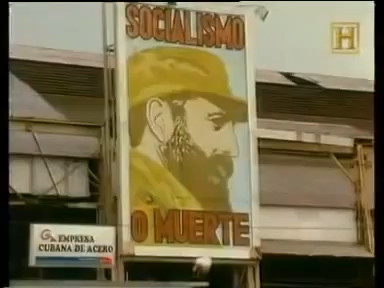 SOCIALISMO
O MUERTE
EMPRESA
CUBANA DE ACERO
H